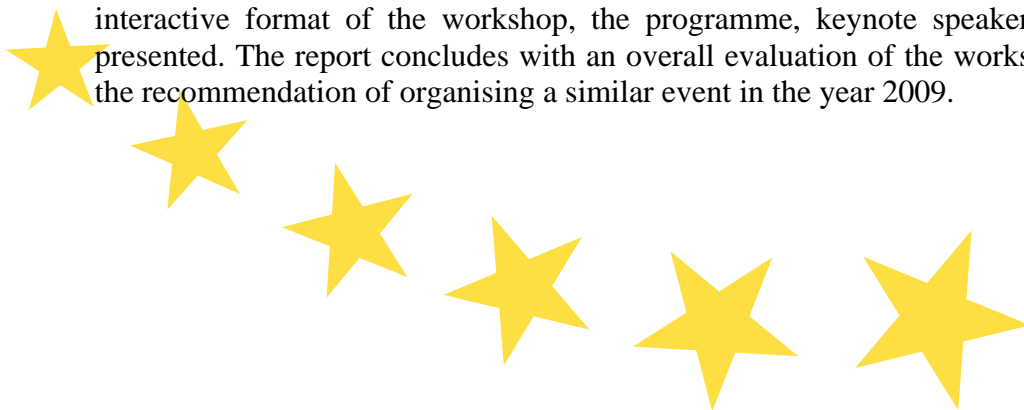 interactive format of the workshop, the programme, keynote speaker
presented. The report concludes with an overall evaluation of the works
the recommendation of organising a similar event in the year 2009.